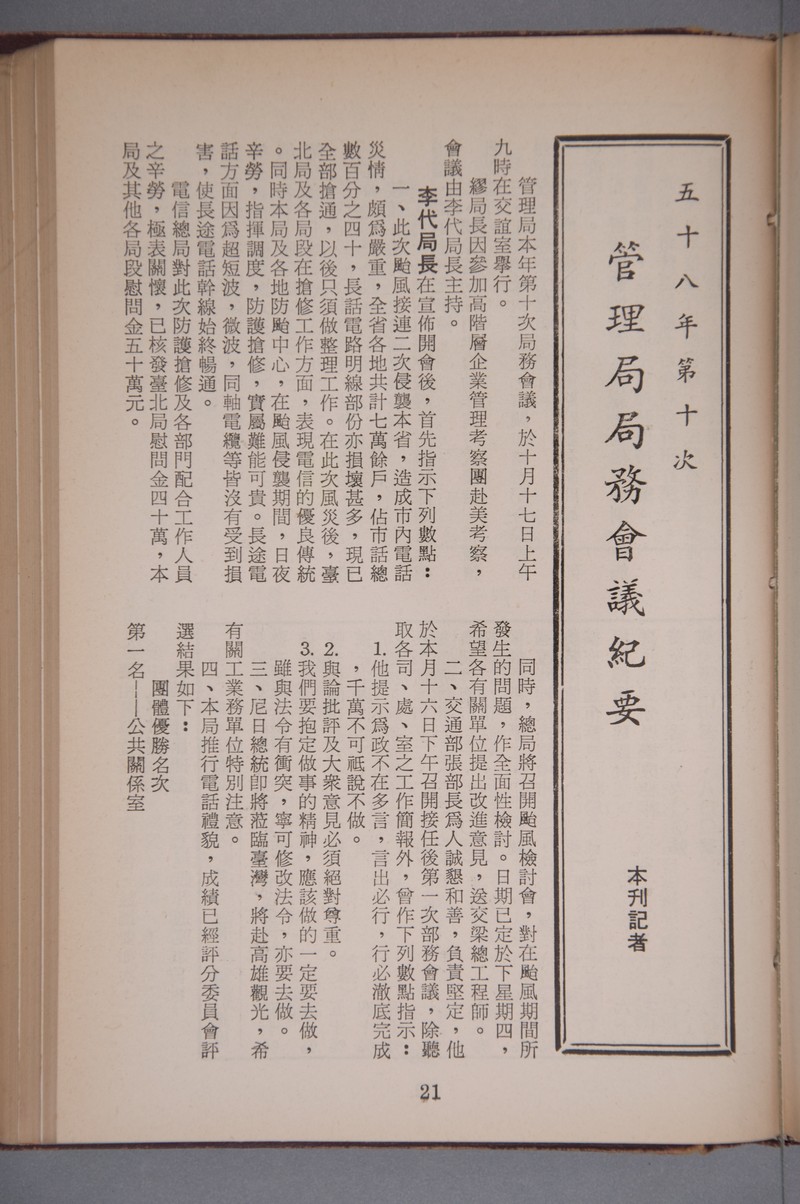 五十八年第十次
管理局局務會議紀要
本刊記者
管理局本年第十次局務會議，於十月十七日上午
九時在交誼室舉行。
繆局長因參加高階層企業管理考察團赴美考察，
會議由李代局長主持。
李代局長在宣佈開會後，首先指示下列數點：
一、此次颱風接連二次侵襲本省，造成市內電話
災情，頗爲嚴重，全省各地共計七萬餘戶，佔市話總
數百分之四十，長話電路明線部份亦損壞甚多，現已
全部搶通，以後只須做整理工作。在此次風災後，臺
北局及各局段在搶修工作方面，表現電信的優良傳統
。同時本局及各地防颱中心，在颱風侵襲期間，日夜
辛勞，指揮調度，防護搶修，實屬難能可貴。長途電
話方面因爲超短波，微波，同軸電纜等皆沒有受到損
害，使長途電話幹線始終暢通。
電信總局對此次防護搶修及各部門配合工作人員
之辛勞，極表關懷，已核發臺北局慰問金四十萬，本
局及其他各局段慰問金五十萬元。
同時，總局將召開颱風檢討會，對在颱風期間所
發生的問題，作全面性檢討。日期已定於下星期四，
希望各有關單位提出改進意見，送交梁總工程師。
二、交通部張部長爲人誠懇和善，負責堅定，他
於本月十六日下午召開接任後第一次部務會議，除聽
取各司、處、室之工作簡報外，曾作下列數點指示：
1.他提示爲政不在多言，言出必行，行必澈底完成
，千萬不可祗說不做。
2.與論批評及大衆意見必須絕對尊重。
3.我們要抱定做事的精神，應該做的一定要去做，
雖與法令有衝突，寧可修改法令，亦要去做。
三、尼日總統卽將蒞臨臺灣，將赴高雄觀光，希
有關工業務單位特別注意。
四、本局推行電話禮貌，成績已經評分委員會評
選結果如下：
團體優勝名次
第一名——公共關係室
21